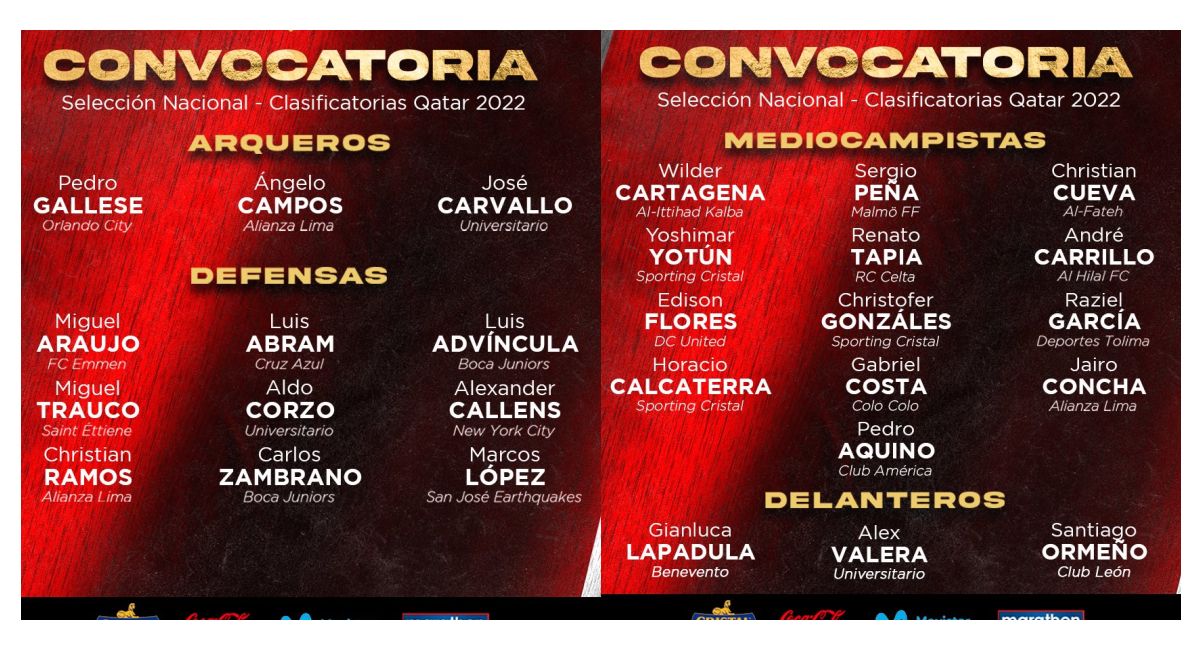 CONVOCATORIA
Selección Nacional - Clasificatorias Qatar 2022
ARQUEROS
Pedro
GALLESE
Orlando City
Ángelo
CAMPOS
Alianza Lima
José
CARVALLO
Universitario
DEFENSAS
Miguel
ARAUJO
FC Emmen
Luis
ABRAM
Cruz Azul
Luis
ADVÍNCULA
Boca Juniors
Miguel
TRAUCO
Saint Éttiene
Aldo
CORZO
Universitario
Alexander
CALLENS
New York City
Christian
RAMOS
Alianza Lima
Carlos
ZAMBRANO
Boca Juniors
Marcos
LÓPEZ
San José Earthquakes
CONVOCATORIA
Selección Nacional - Clasificatorias Qatar 2022
MEDIOCAMPISTAS
Wilder
CARTAGENA
Al-Ittihad Kalba
Sergio
PEÑA
Malmö FF
Christian
CUEVA
Al-Fateh
Yoshimar
YOTÚN
Sporting Cristal
Renato
TAPIA
RC Celta
André
CARRILLO
Al Hilal FC
Edison
FLORES
DC United
Christofer
GONZÁLES
Sporting Cristal
Raziel
GARCÍA
Deportes Tolima
Horacio
CALCATERRA
Sporting Cristal
Gabriel
COSTA
Colo Colo
Jairo
CONCHA
Alianza Lima
Pedro
AQUINO
Club América
DELANTEROS
Gianluca
LAPADULA
Benevento
Alex
VALERA
Universitario
Santiago
ORMEÑO
Club León
CRISTAL
Coca-Cola
Movistar
marathon